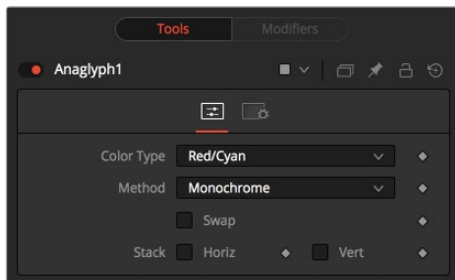 Tools Modifiers
Anaglyph1
Color Type Red/Cyan
Method Monochrome
Swap
Stack Horiz Vert